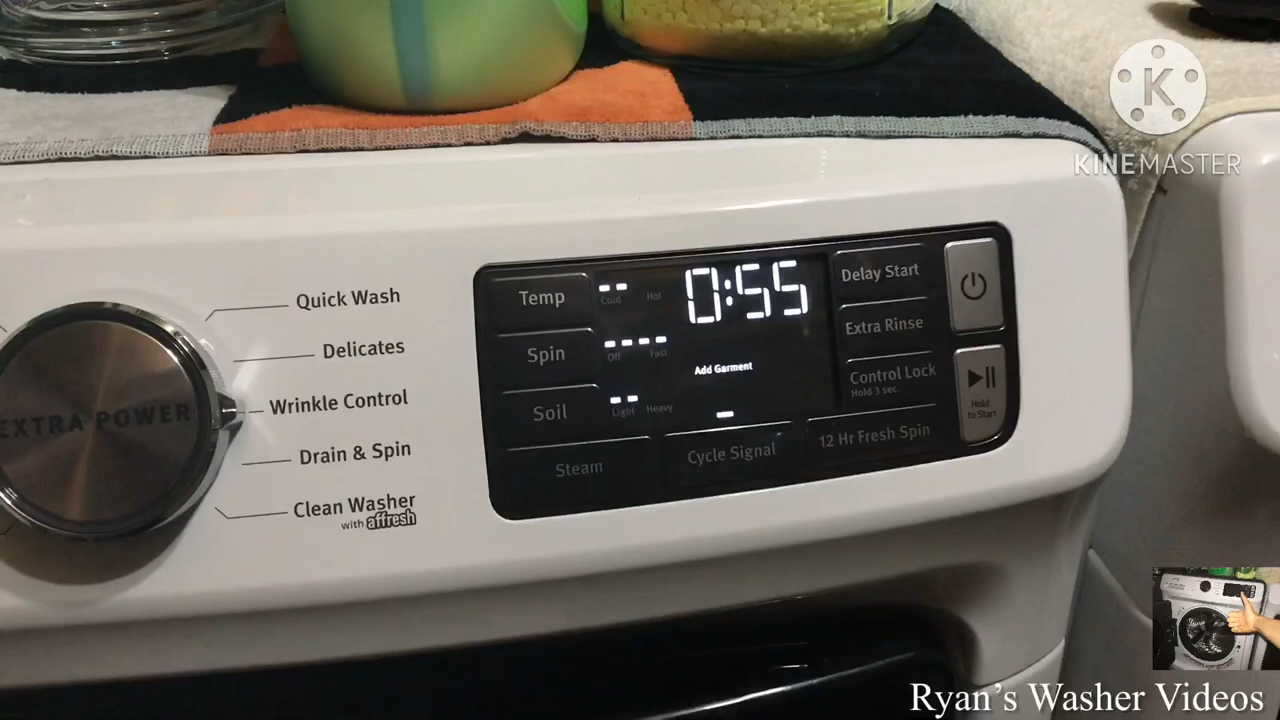 K
KINEMASTER
EXTRA POWER
Quick Wash
Delicates
Wrinkle Control
Drain & Spin
Clean Washer
with affresh
Temp
Cold
Hot
0:55
Spin
Off
Fast
Add Garment
Soil
Light
Heavy
Steam
Cycle Signal
12 Hr Fresh Spin
Delay Start
Extra Rinse
Control Lock
Hold 3 sec.
Hold
to Start
Ryan's Washer Videos